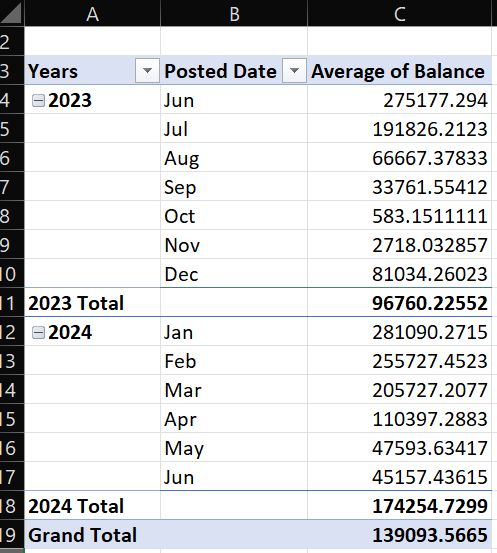 A B C
2
3 Years Posted Date Average of Balance
4 2023 Jun 275177.294
5 Jul 191826.2123
6 Aug 66667.37833
7 Sep 33761.55412
8 Oct 583.1511111
9 Nov 2718.032857
10 Dec 81034.26023
11 2023 Total 96760.22552
12 2024 Jan 281090.2715
13 Feb 255727.4523
14 Mar 205727.2077
15 Apr 110397.2883
16 May 47593.63417
17 Jun 45157.43615
18 2024 Total 174254.7299
19 Grand Total 139093.5665